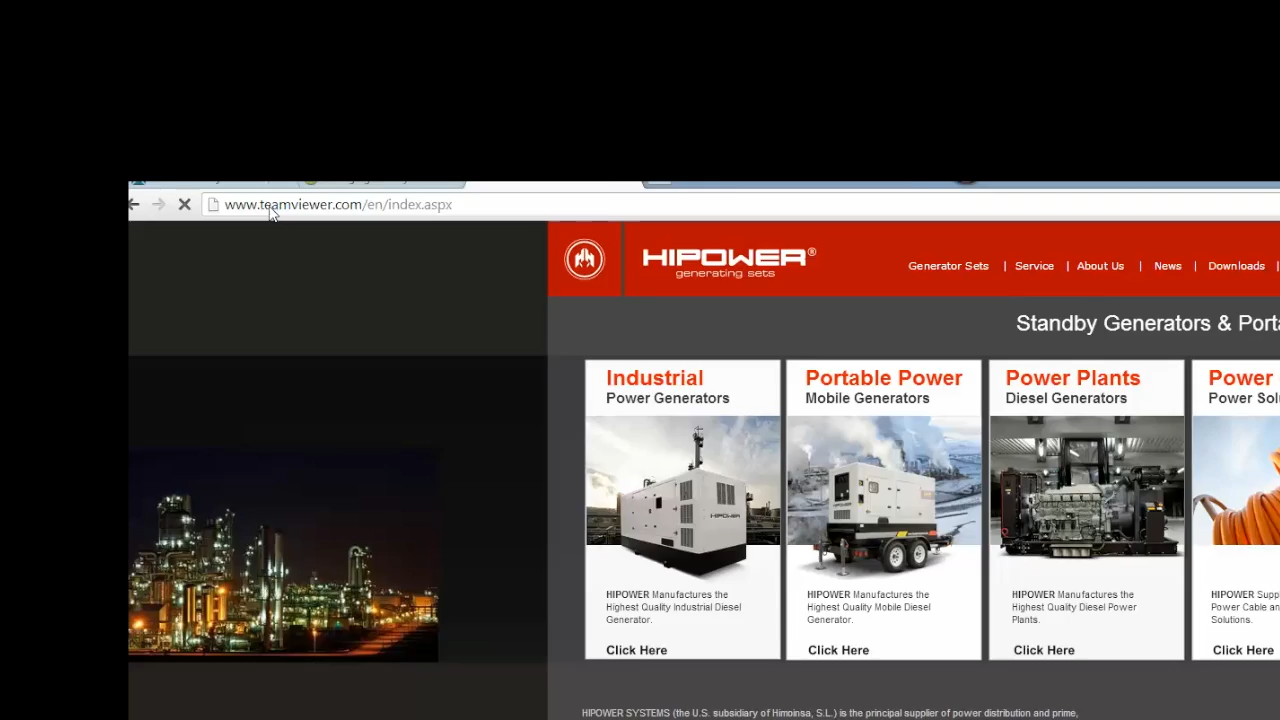 www.teamviewer.com/en/index.aspx
HIPOWER®
generating sets
Generator Sets | Service | About Us | News | Downloads |
Standby Generators & Porta
Industrial
Power Generators
HIPOWER
HIPOWER Manufactures the
Highest Quality Industrial Diesel
Generator.
Click Here
Portable Power
Mobile Generators
HIPOWER Manufactures the
Highest Quality Mobile Diesel
Generator.
Click Here
Power Plants
Diesel Generators
HIPOWER Manufactures the
Highest Quality Diesel Power
Plants.
Click Here
Power
Power Sol
HIPOWER Supp
Power Cable an
Solutions.
Click Here
HIPOWER SYSTEMS (the U.S. subsidiary of Himoinsa, S.L.) is the principal supplier of power distribution and prime,